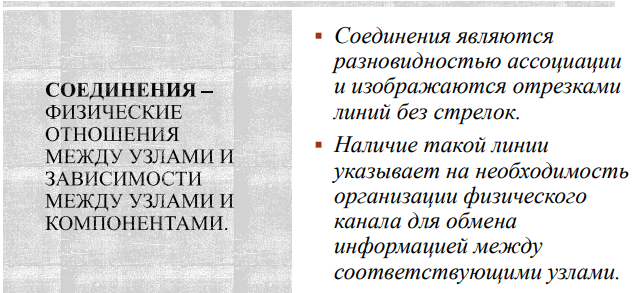 СОЕДИНЕНИЯ –
ФИЗИЧЕСКИЕ
ОТНОШЕНИЯ
МЕЖДУ УЗЛАМИ И
ЗАВИСИМОСТИ
МЕЖДУ УЗЛАМИ И
КОМПОНЕНТАМИ.
▪ Соединения являются
разновидностью ассоциации
и изображаются отрезками
линий без стрелок.
▪ Наличие такой линии
указывает на необходимость
организации физического
канала для обмена
информацией между
соответствующими узлами.